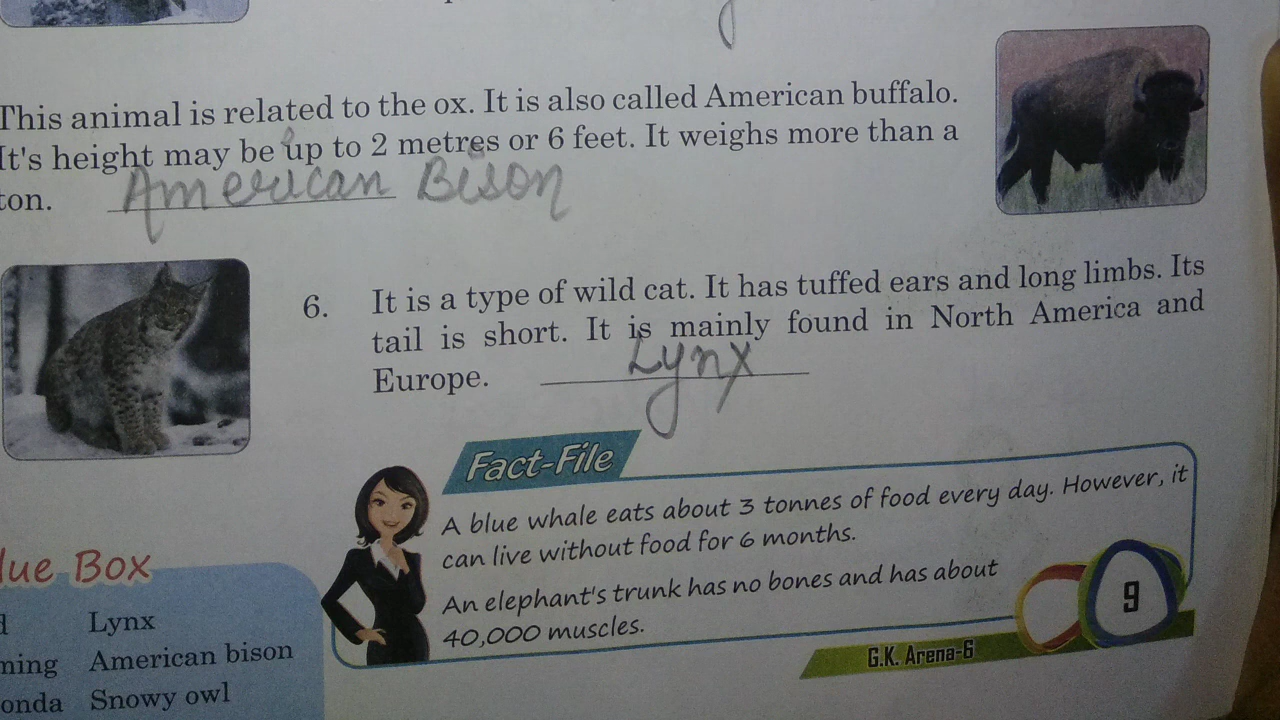 This animal is related to the ox. It is also called American buffalo.
It's height may be up to 2 metres or 6 feet. It weighs more than a
ton. American Bison
6. It is a type of wild cat. It has tuffed ears and long limbs. Its
tail is short. It is mainly found in North America and
Europe. Lynx
Fact-File
A blue whale eats about 3 tonnes of food every day. However, it
can live without food for 6 months.
An elephant's trunk has no bones and has about
40,000 muscles.
lue Box
d Lynx
ming American bison
onda Snowy owl
9
G.K. Arena-6